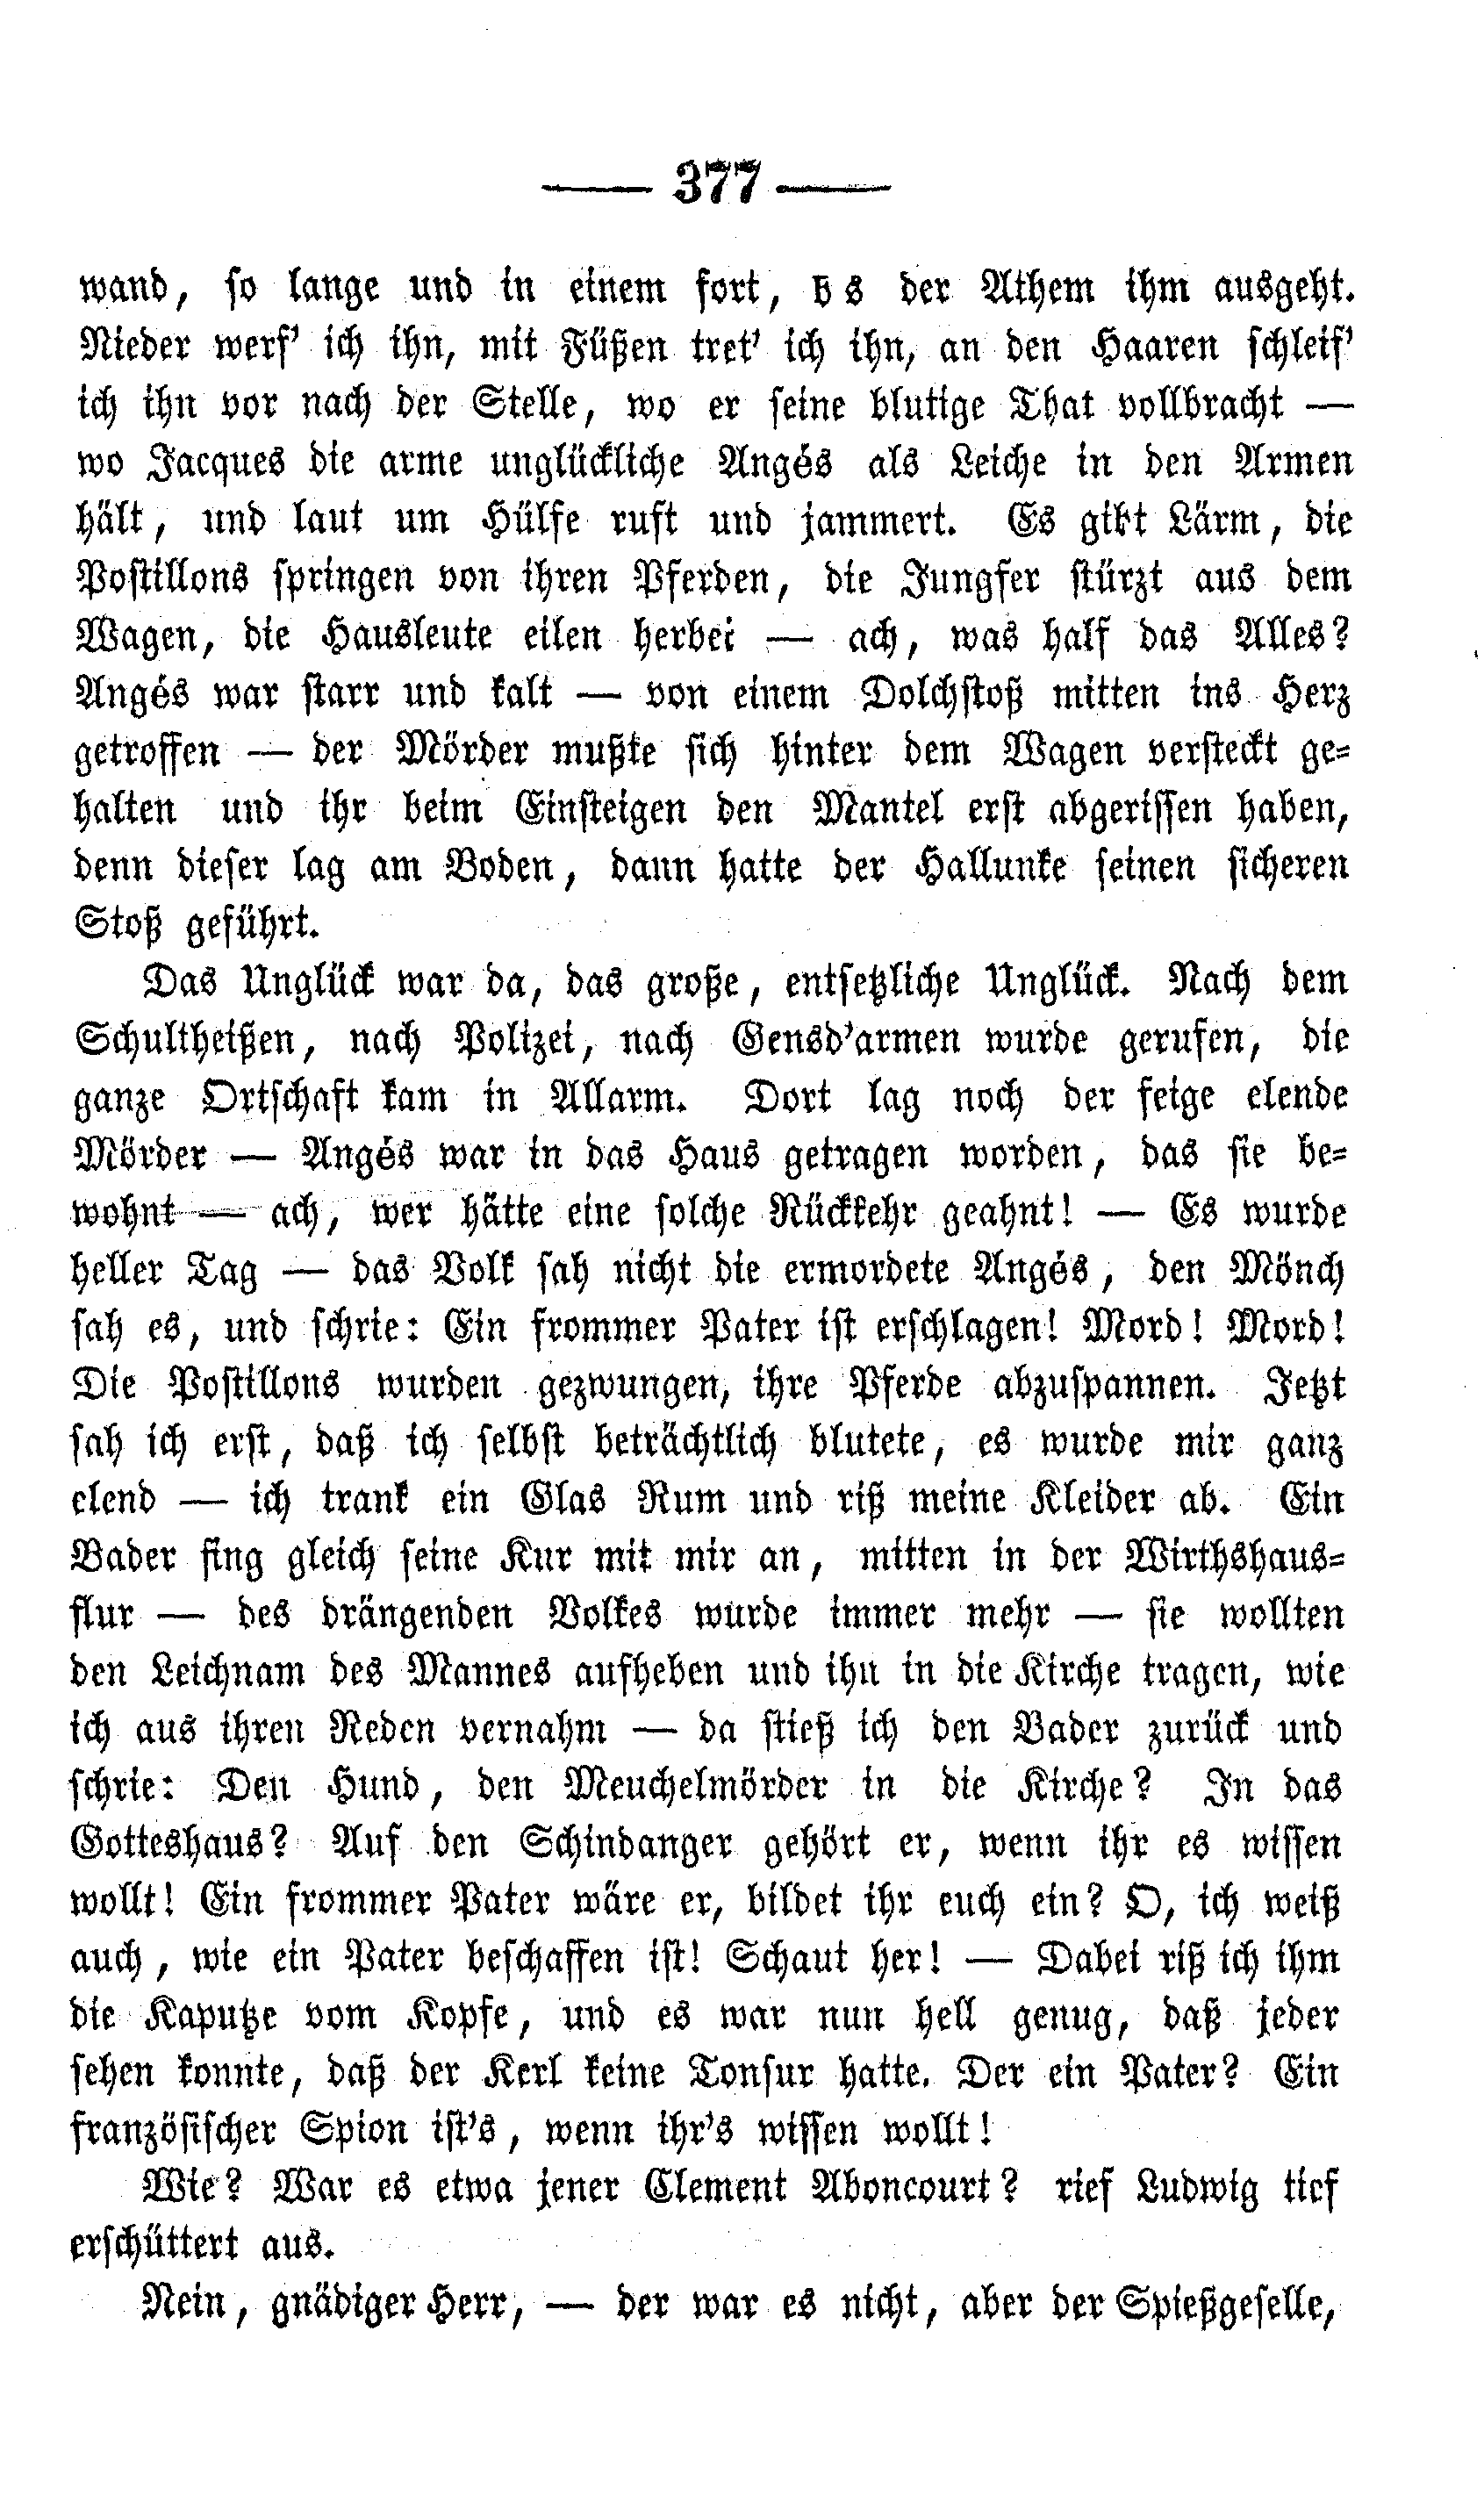 — 377 —
wand, so lange und in einem fort, b s der Athem ihm ausgeht.
Nieder werf' ich ihn, mit Füßen tret' ich ihn, an den Haaren schleif'
ich ihn vor nach der Stelle, wo er seine blutige That vollbracht —
wo Jacques die arme unglückliche Angés als Leiche in den Armen
hält, und laut um Hülfe ruft und jammert. Es gibt Lärm, die
Postillons springen von ihren Pferden, die Jungfer stürzt aus dem
Wagen, die Hausleute eilen herbei — ach, was half das Alles?
Angés war starr und kalt — von einem Dolchstoß mitten ins Herz
getroffen — der Mörder mußte sich hinter dem Wagen versteckt ge-
halten und ihr beim Einsteigen den Mantel erst abgerissen haben,
denn dieser lag am Boden, dann hatte der Hallunke seinen sicheren
Stoß geführt.
Das Unglück war da, das große, entsetzliche Unglück. Nach dem
Schultheißen, nach Polizei, nach Gensd'armen wurde gerufen, die
ganze Ortschaft kam in Allarm. Dort lag noch der feige elende
Mörder — Angés war in das Haus getragen worden, das sie be-
wohnt — ach, wer hätte eine solche Rückkehr geahnt! — Es wurde
heller Tag — das Volk sah nicht die ermordete Angés, den Mönch
sah es, und schrie: Ein frommer Pater ist erschlagen! Mord! Mord!
Die Postillons wurden gezwungen, ihre Pferde abzuspannen. Jetzt
sah ich erst, daß ich selbst beträchtlich blutete, es wurde mir ganz
elend — ich trank ein Glas Rum und riß meine Kleider ab. Ein
Bader fing gleich seine Kur mit mir an, mitten in der Wirthshaus-
flur — des drängenden Volkes wurde immer mehr — sie wollten
den Leichnam des Mannes aufheben und ihn in die Kirche tragen, wie
ich aus ihren Reden vernahm — da stieß ich den Bader zurück und
schrie: Den Hund, den Meuchelmörder in die Kirche? In das
Gotteshaus? Auf den Schindanger gehört er, wenn ihr es wissen
wollt! Ein frommer Pater wäre er, bildet ihr euch ein? O, ich weiß
auch, wie ein Pater beschaffen ist! Schaut her! — Dabei riß ich ihm
die Kaputze vom Kopfe, und es war nun hell genug, daß jeder
sehen konnte, daß der Kerl keine Tonsur hatte. Der ein Pater? Ein
französischer Spion ist's, wenn ihr's wissen wollt!
Wie? War es etwa jener Clement Aboncourt? rief Ludwig tief
erschüttert aus.
Nein, gnädiger Herr, — der war es nicht, aber der Spießgeselle,